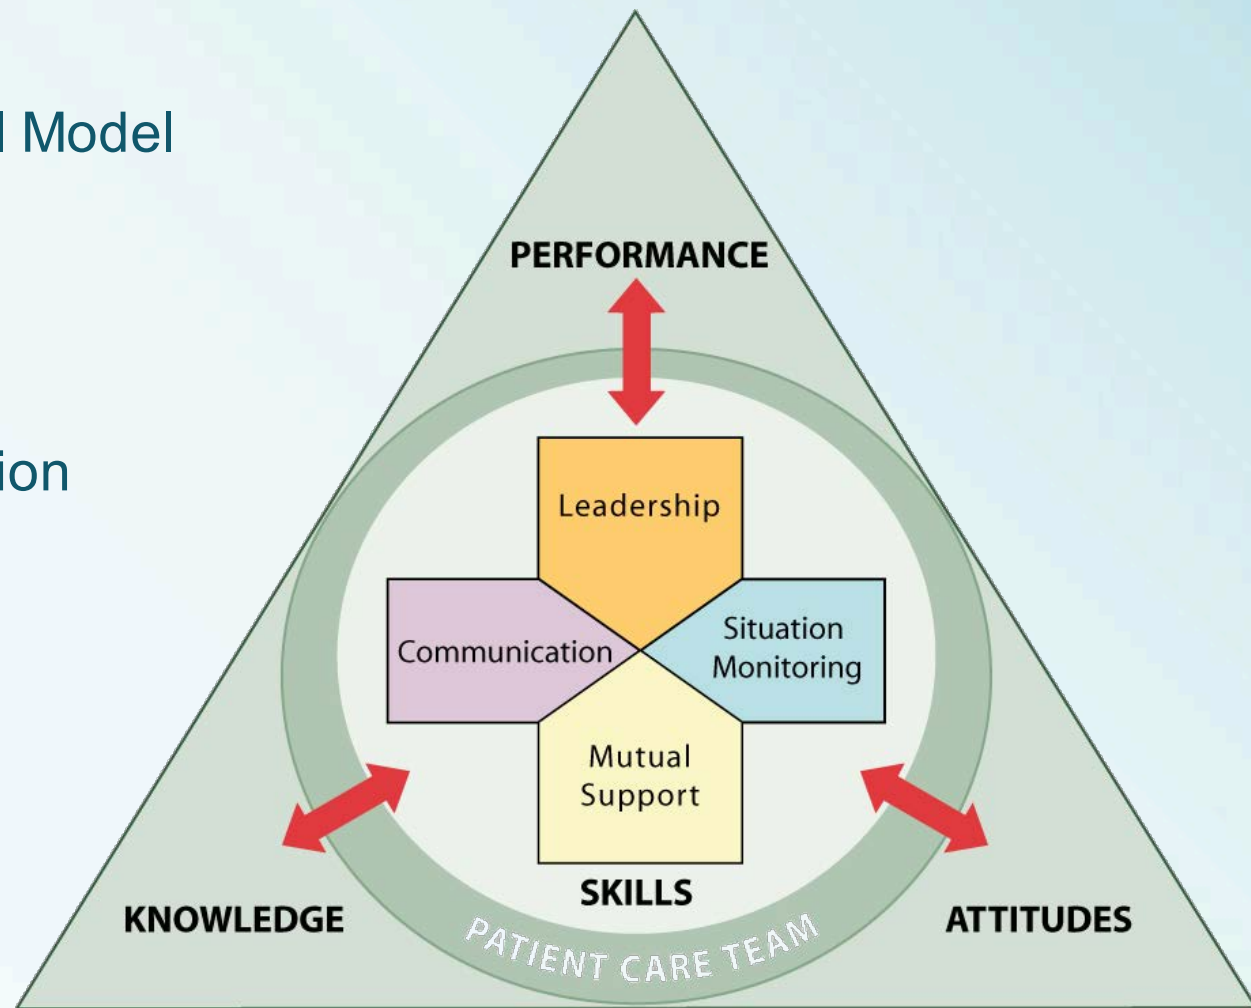 l Model
PERFORMANCE
ion
Leadership
Communication
Situation
Monitoring
Mutual
Support
SKILLS
KNOWLEDGE
ATTITUDES
PATIENT CARE TEAM